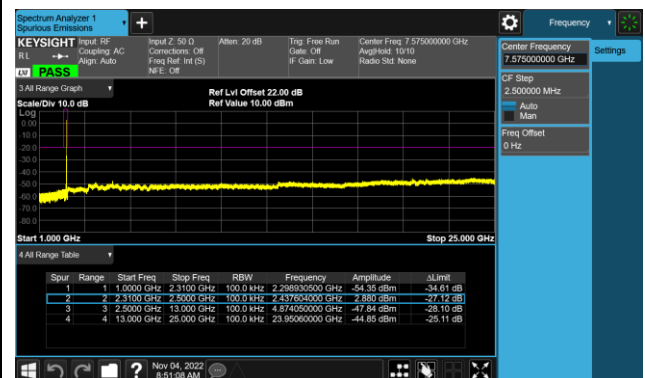 Spectrum Analyzer 1
Spurious Emissions
+
Frequency
KEYSIGHT
RL
LXI PASS
Input: RF
Coupling: AC
Align: Auto
Input Z: 50 Ω
Corrections: Off
Freq Ref: Int (S)
NFE: Off
Atten: 20 dB
Trig: Free Run
Gate: Off
IF Gain: Low
Center Freq: 7.575000000 GHz
Avg|Hold: 10/10
Radio Std: None
Center Frequency
7.575000000 GHz
Settings
CF Step
2.500000 MHz
Auto
Man
Freq Offset
0 Hz
3 All Range Graph
Scale/Div 10.0 dB
Ref Lvl Offset 22.00 dB
Ref Value 10.00 dBm
Log
0.00
-10.0
-20.0
-30.0
-40.0
-50.0
-60.0
-70.0
-80.0
Start 1.000 GHz Stop 25.000 GHz
4 All Range Table
Spur Range Start Freq Stop Freq RBW Frequency Amplitude ΔLimit
1 1 1.0000 GHz 2.3100 GHz 100.0 kHz 2.298930500 GHz -54.35 dBm -34.61 dB
2 2 2.3100 GHz 2.5000 GHz 100.0 kHz 2.437604000 GHz 2.880 dBm -27.12 dB
3 3 2.5000 GHz 13.000 GHz 100.0 kHz 4.874050000 GHz -47.84 dBm -28.10 dB
4 4 13.000 GHz 25.000 GHz 100.0 kHz 23.95060000 GHz -44.85 dBm -25.11 dB
?
Nov 04, 2022
8:51:08 AM